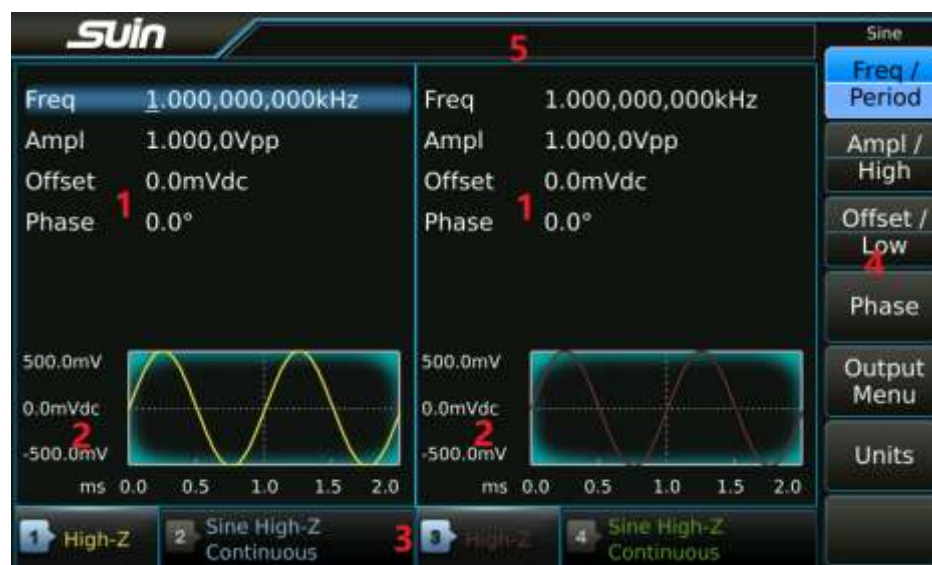 SUIN
5
Sine
Freq 1.000,000,000kHz
Ampl 1.000,0Vpp
Offset 0.0mVdc
Phase 0.0°
1
500.0mV
0.0mVdc
-500.0mV
2
ms 0.0 0.5 1.0 1.5 2.0
Freq 1.000,000,000kHz
Ampl 1.000,0Vpp
Offset 0.0mVdc
Phase 0.0°
1
500.0mV
0.0mVdc
-500.0mV
2
ms 0.0 0.5 1.0 1.5 2.0
Freq /
Period
Ampl /
High
Offset /
Low
4
Phase
Output
Menu
Units
1 High-Z
2 Sine High-Z
Continuous
3
3 High-Z
4 Sine High-Z
Continuous